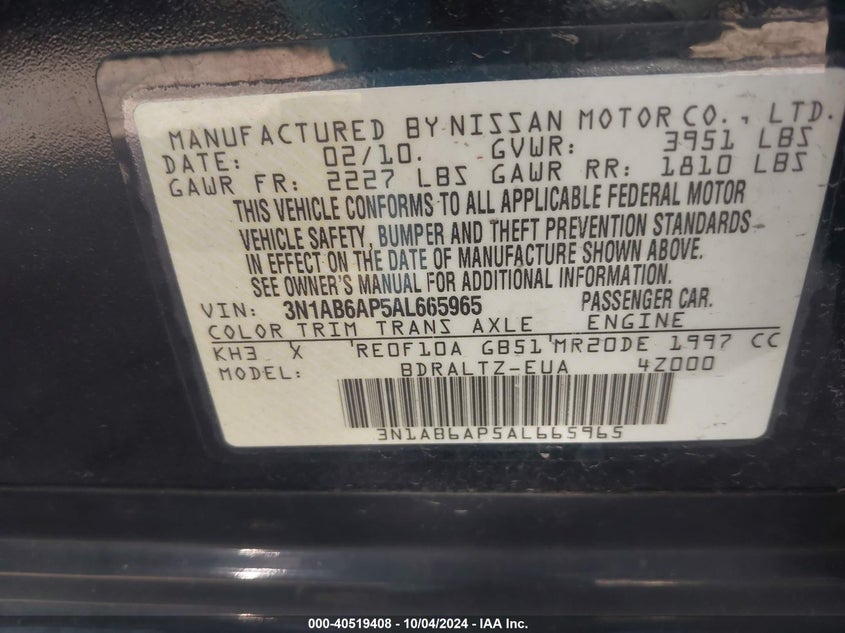 MANUFACTURED BY NISSAN MOTOR CO., LTD.
DATE: 02/10. GVWR: 3951 LBS
GAWR FR: 2227 LBS GAWR RR: 1810 LBS
THIS VEHICLE CONFORMS TO ALL APPLICABLE FEDERAL MOTOR
VEHICLE SAFETY, BUMPER AND THEFT PREVENTION STANDARDS
IN EFFECT ON THE DATE OF MANUFACTURE SHOWN ABOVE.
SEE OWNER'S MANUAL FOR ADDITIONAL INFORMATION.
VIN: 3N1AB6AP5AL665965 PASSENGER CAR.
COLOR TRIM TRANS AXLE ENGINE
KH3 X RE0F10A GB51 MR20DE 1997 CC
MODEL: BDRALTZ-EUA 4Z000
3N1AB6AP5AL665965
000-40519408 - 10/04/2024 - IAA Inc.